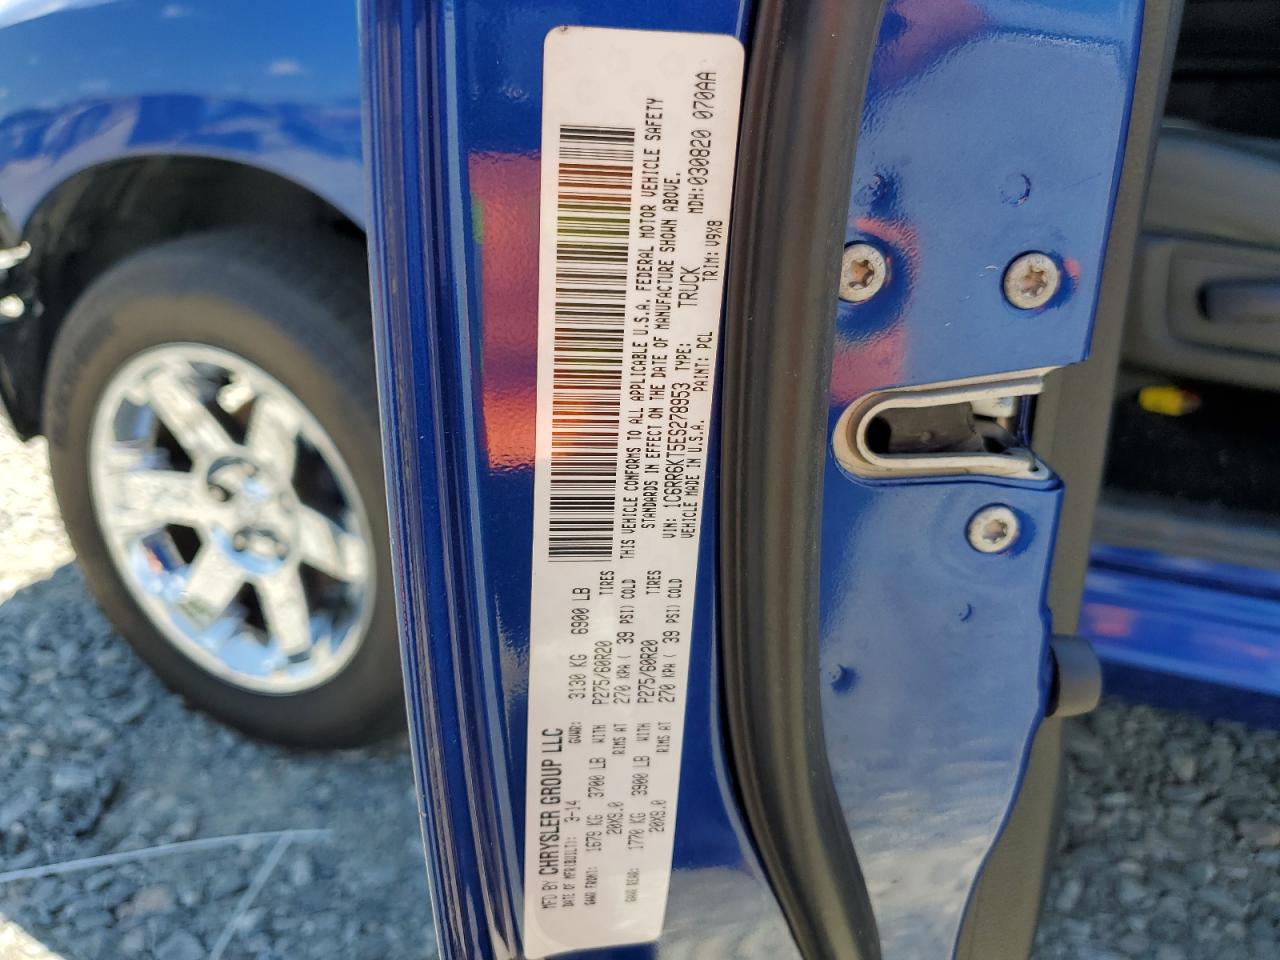 MFD BY CHRYSLER GROUP LLC
DATE OF MFR(BUILT): 3-14 GVWR: 3130 KG 6900 LB
GAWR FRONT: 1679 KG 3700 LB WITH P275/60R20 TIRES
20X9.0 RIMS AT 270 KPA ( 39 PSI) COLD
GAWR REAR: 1770 KG 3900 LB WITH P275/60R20 TIRES
20X9.0 RIMS AT 270 KPA ( 39 PSI) COLD
THIS VEHICLE CONFORMS TO ALL APPLICABLE U.S.A. FEDERAL MOTOR VEHICLE SAFETY
STANDARDS IN EFFECT ON THE DATE OF MANUFACTURE SHOWN ABOVE.
VIN: 1C6RR6KT5ES278953 TYPE: TRUCK MDH:030820 070AA
VEHICLE MADE IN U.S.A. PAINT: PCL TRIM: V9X8